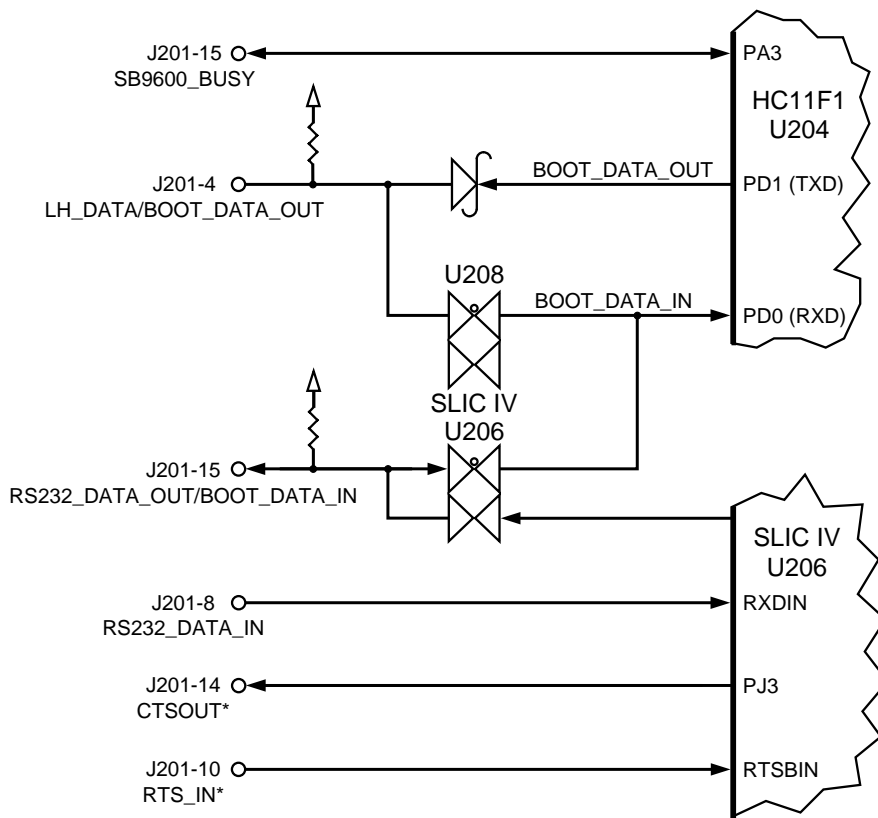 J201-15
SB9600_BUSY
PA3
HC11F1
U204
J201-4
LH_DATA/BOOT_DATA_OUT
BOOT_DATA_OUT
PD1 (TXD)
U208
BOOT_DATA_IN
PD0 (RXD)
SLIC IV
U206
J201-15
RS232_DATA_OUT/BOOT_DATA_IN
SLIC IV
U206
J201-8
RS232_DATA_IN
RXDIN
J201-14
CTSOUT*
PJ3
J201-10
RTS_IN*
RTSBIN